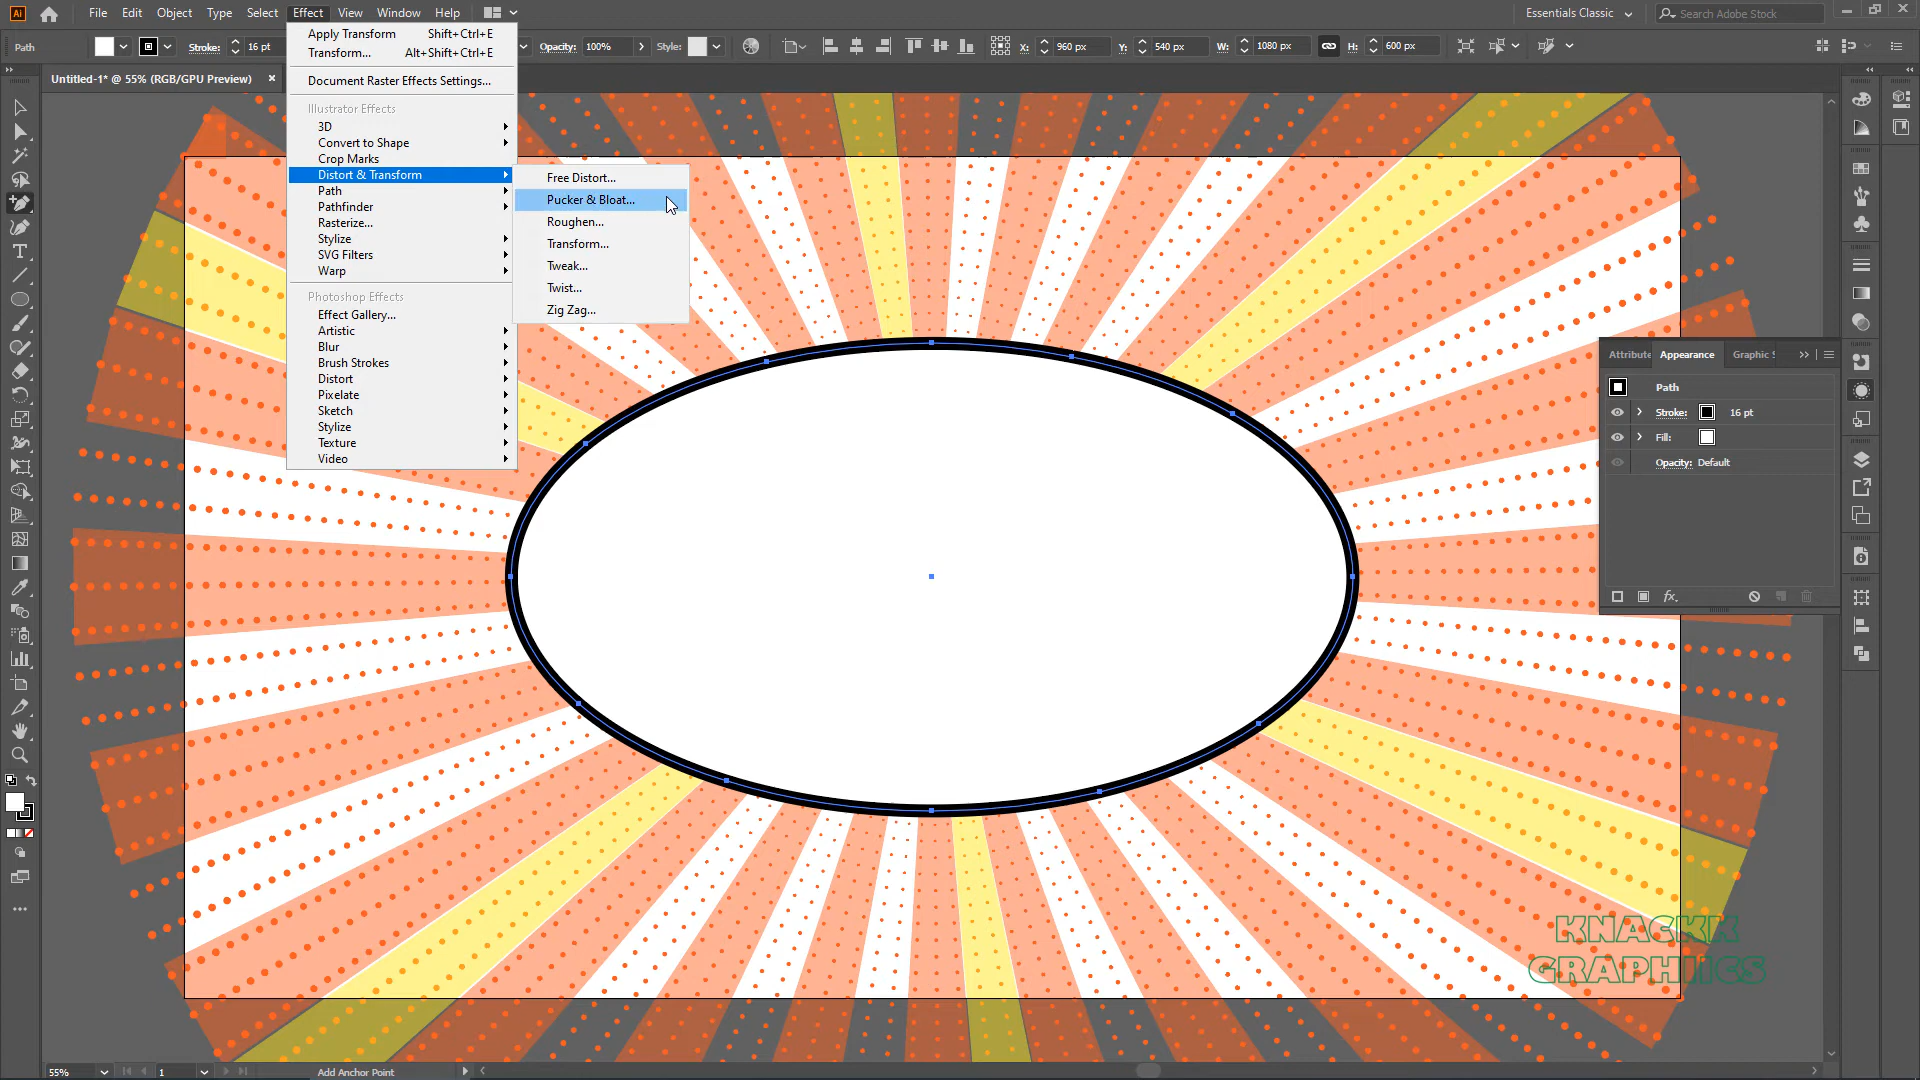 Ai File Edit Object Type Select Effect View Window Help Essentials Classic Search Adobe Stock
Path Stroke: 16 pt Opacity: 100% Style: X: 960 px Y: 540 px W: 1080 px H: 600 px
Untitled-1* @ 55% (RGB/GPU Preview)
Apply Transform Shift+Ctrl+E
Transform... Alt+Shift+Ctrl+E
Document Raster Effects Settings...
Illustrator Effects
3D
Convert to Shape
Crop Marks
Distort & Transform
Path
Pathfinder
Rasterize...
Stylize
SVG Filters
Warp
Photoshop Effects
Effect Gallery...
Artistic
Blur
Brush Strokes
Distort
Pixelate
Sketch
Stylize
Texture
Video
Free Distort...
Pucker & Bloat...
Roughen...
Transform...
Tweak...
Twist...
Zig Zag...
Attribute Appearance Graphic S
Path
Stroke: 16 pt
Fill:
Opacity: Default
fx
KNACKK
GRAPHIICS
55% 1 Add Anchor Point